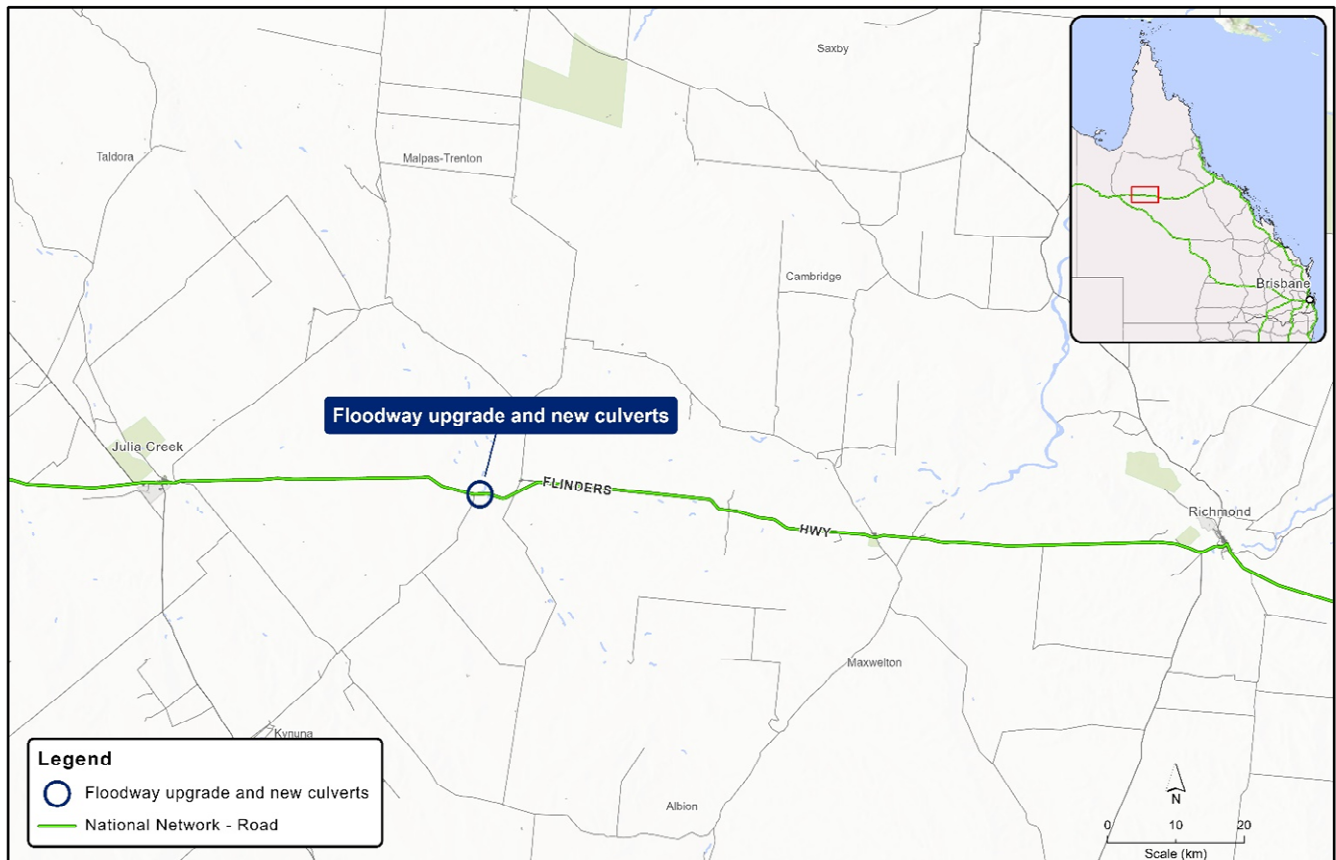 Saxby
Taldora
Malpas-Trenton
Cambridge
Brisbane
Floodway upgrade and new culverts
Julia Creek
FLINDERS
HWY
Richmond
Maxwelton
Kynuna
Albion
Legend
Floodway upgrade and new culverts
National Network - Road
N
0 10 20
Scale (km)